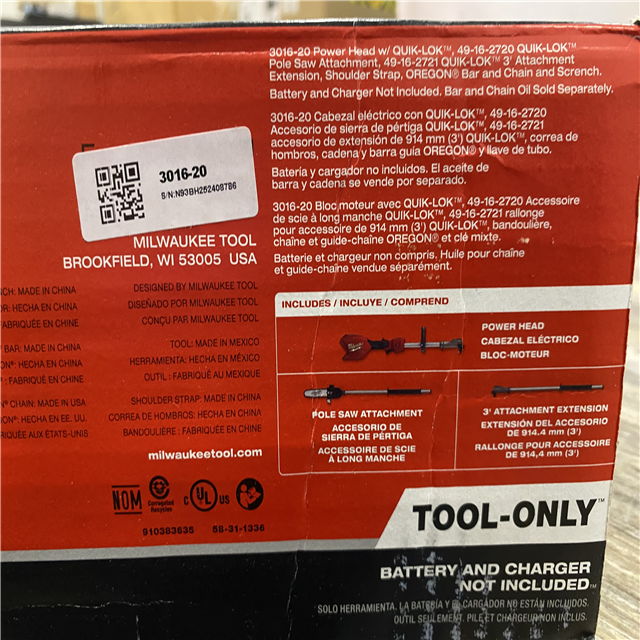 3016-20 Power Head w/ QUIK-LOK™, 49-16-2720 QUIK-LOK™
Pole Saw Attachment, 49-16-2721 QUIK-LOK™ 3' Attachment
Extension, Shoulder Strap, OREGON® Bar and Chain and Scrench.
Battery and Charger Not Included. Bar and Chain Oil Sold Separately.
3016-20 Cabezal eléctrico con QUIK-LOK™, 49-16-2720
Accesorio de sierra de pértiga QUIK-LOK™, 49-16-2721
accesorio de extensión de 914 mm (3') QUIK-LOK™, correa de
hombros, cadena y barra guía OREGON® y llave de tubo.
Batería y cargador no incluidos. El aceite de
barra y cadena se vende por separado.
3016-20 Bloc moteur avec QUIK-LOK™, 49-16-2720 Accessoire
de scie à long manche QUIK-LOK™, 49-16-2721 rallonge
pour accessoire de 914 mm (3') QUIK-LOK™, bandoulière,
chaîne et guide-chaîne OREGON® et clé mixte.
Batterie et chargeur non compris. Huile pour chaîne
et guide-chaîne vendue séparément.
3016-20
S/N:N93BH252408786
MILWAUKEE TOOL
BROOKFIELD, WI 53005 USA
MADE IN CHINA
HECHA EN CHINA
FABRIQUÉE EN CHINE
BAR: MADE IN CHINA
HECHA EN CHINA
FABRIQUÉ EN CHINE
CHAIN: MADE IN USA
HECHA EN EE. UU.
AUX ÉTATS-UNIS
DESIGNED BY MILWAUKEE TOOL
DISEÑADO POR MILWAUKEE TOOL
CONÇU PAR MILWAUKEE TOOL
TOOL: MADE IN MEXICO
HERRAMIENTA: HECHA EN MÉXICO
OUTIL : FABRIQUÉ AU MEXIQUE
SHOULDER STRAP: MADE IN CHINA
CORREA DE HOMBROS: HECHA EN CHINA
BANDOULIÈRE : FABRIQUÉE EN CHINE
milwaukeetool.com
NOM
Corrugated
Recycles
C UL US
910383635 58-31-1336
INCLUDES / INCLUYE / COMPREND
POWER HEAD
CABEZAL ELÉCTRICO
BLOC-MOTEUR
POLE SAW ATTACHMENT
ACCESORIO DE
SIERRA DE PÉRTIGA
ACCESSOIRE DE SCIE
À LONG MANCHE
3' ATTACHMENT EXTENSION
EXTENSIÓN DEL ACCESORIO
DE 914.4 mm (3')
RALLONGE POUR ACCESSOIRE
DE 914,4 mm (3')
TOOL-ONLY™
BATTERY AND CHARGER
NOT INCLUDED™
SOLO HERRAMIENTA. LA BATERÍA Y EL CARGADOR NO ESTÁN INCLUIDOS.
OUTIL SEULEMENT. PILE ET CHARGEUR NON INCLUS.